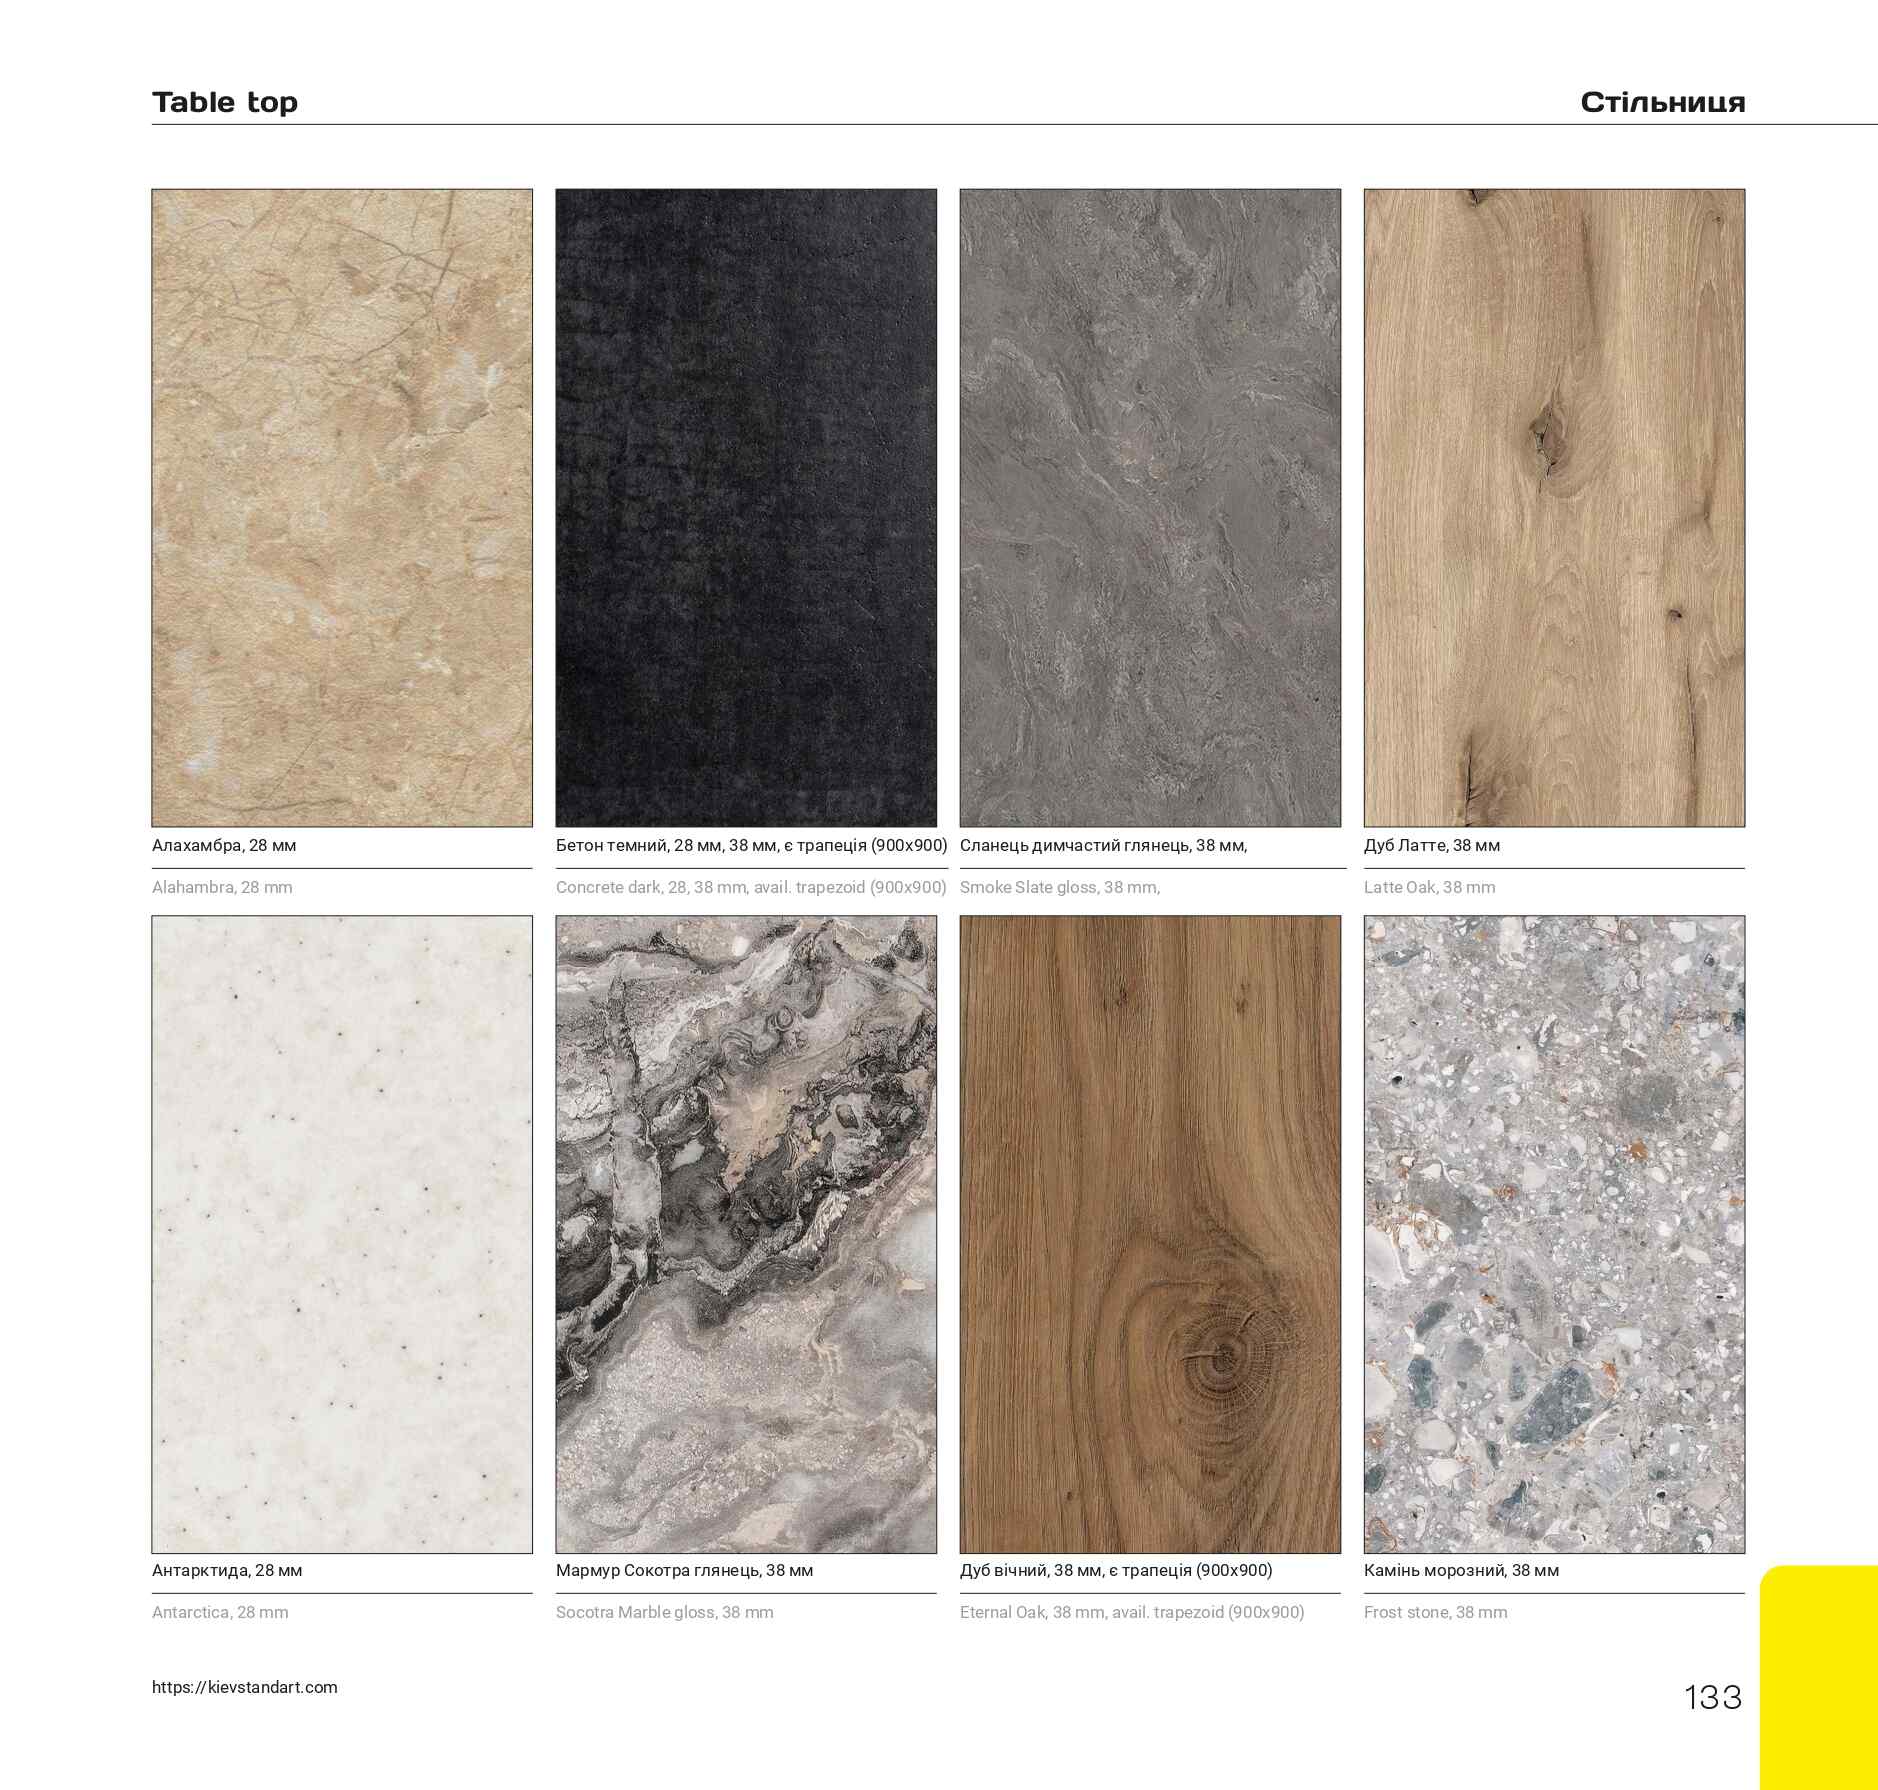 Table top
Стільниця
Алахамбра, 28 мм
Бетон темний, 28 мм, 38 мм, є трапеція (900х900)
Сланець димчастий глянець, 38 мм,
Дуб Латте, 38 мм
Alahambra, 28 mm
Concrete dark, 28, 38 mm, avail. trapezoid (900x900)
Smoke Slate gloss, 38 mm,
Latte Oak, 38 mm
Антарктида, 28 мм
Мармур Сокотра глянець, 38 мм
Дуб вічний, 38 мм, є трапеція (900х900)
Камінь морозний, 38 мм
Antarctica, 28 mm
Socotra Marble gloss, 38 mm
Eternal Oak, 38 mm, avail. trapezoid (900x900)
Frost stone, 38 mm
https://kievstandart.com
133